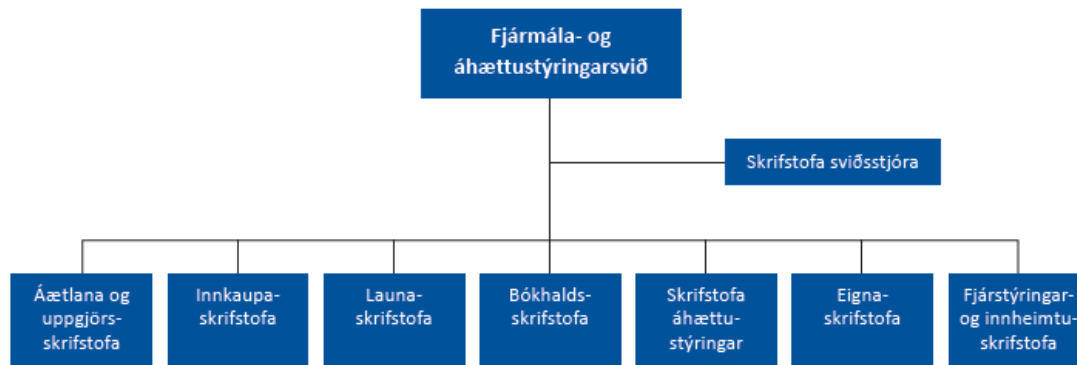 Fjármála- og
áhættustýringarsvið
Skrifstofa sviðsstjóra
Áætlana og
uppgjörs-
skrifstofa
Innkaupa-
skrifstofa
Launa-
skrifstofa
Bókhalds-
skrifstofa
Skrifstofa
áhættu-
stýringar
Eigna-
skrifstofa
Fjárstýringar-
og innheimtu-
skrifstofa